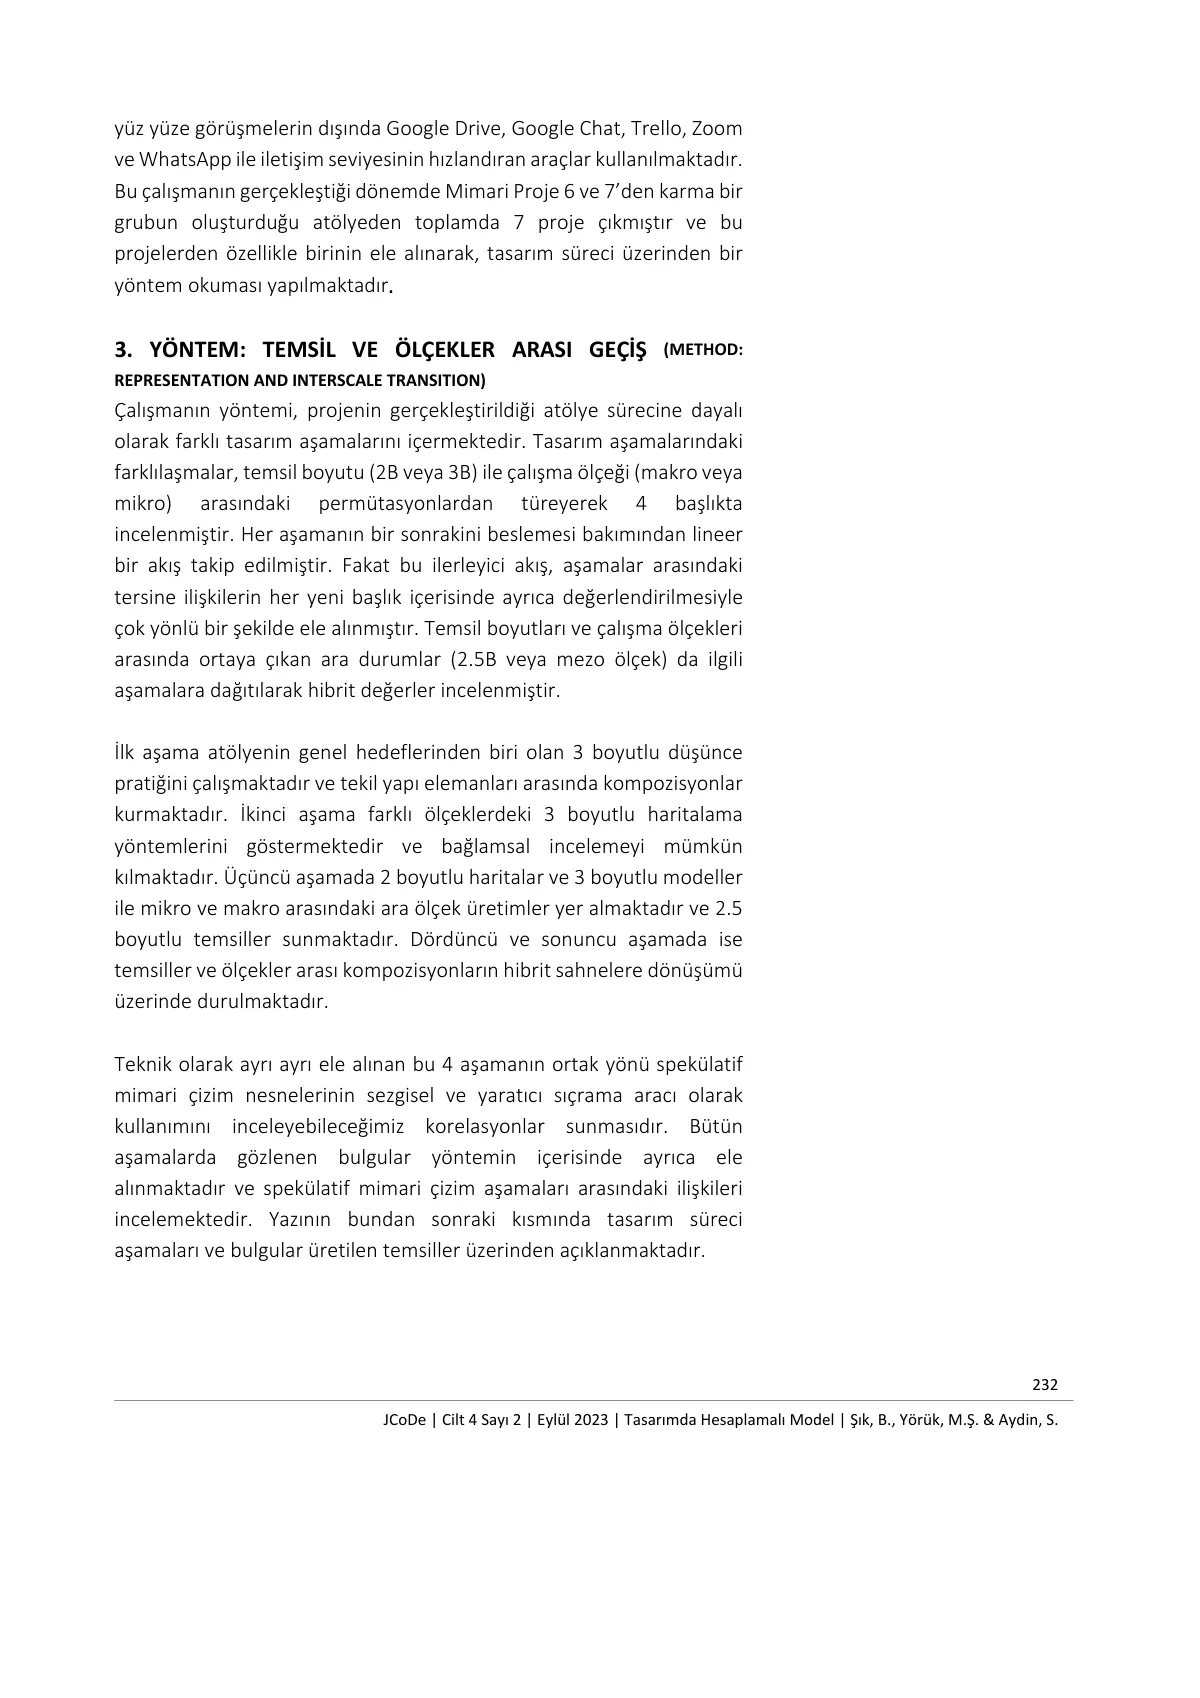 yüz yüze görüşmelerin dışında Google Drive, Google Chat, Trello, Zoom
ve WhatsApp ile iletişim seviyesinin hızlandıran araçlar kullanılmaktadır.
Bu çalışmanın gerçekleştiği dönemde Mimari Proje 6 ve 7’den karma bir
grubun oluşturduğu atölyeden toplamda 7 proje çıkmıştır ve bu
projelerden özellikle birinin ele alınarak, tasarım süreci üzerinden bir
yöntem okuması yapılmaktadır.
3. YÖNTEM: TEMSİL VE ÖLÇEKLER ARASI GEÇİŞ (METHOD:
REPRESENTATION AND INTERSCALE TRANSITION)
Çalışmanın yöntemi, projenin gerçekleştirildiği atölye sürecine dayalı
olarak farklı tasarım aşamalarını içermektedir. Tasarım aşamalarındaki
farklılaşmalar, temsil boyutu (2B veya 3B) ile çalışma ölçeği (makro veya
mikro) arasındaki permütasyonlardan türeyerek 4 başlıkta
incelenmiştir. Her aşamanın bir sonrakini beslemesi bakımından lineer
bir akış takip edilmiştir. Fakat bu ilerleyici akış, aşamalar arasındaki
tersine ilişkilerin her yeni başlık içerisinde ayrıca değerlendirilmesiyle
çok yönlü bir şekilde ele alınmıştır. Temsil boyutları ve çalışma ölçekleri
arasında ortaya çıkan ara durumlar (2.5B veya mezo ölçek) da ilgili
aşamalara dağıtılarak hibrit değerler incelenmiştir.
İlk aşama atölyenin genel hedeflerinden biri olan 3 boyutlu düşünce
pratiğini çalışmaktadır ve tekil yapı elemanları arasında kompozisyonlar
kurmaktadır. İkinci aşama farklı ölçeklerdeki 3 boyutlu haritalama
yöntemlerini göstermektedir ve bağlamsal incelemeyi mümkün
kılmaktadır. Üçüncü aşamada 2 boyutlu haritalar ve 3 boyutlu modeller
ile mikro ve makro arasındaki ara ölçek üretimler yer almaktadır ve 2.5
boyutlu temsiller sunmaktadır. Dördüncü ve sonuncu aşamada ise
temsiller ve ölçekler arası kompozisyonların hibrit sahnelere dönüşümü
üzerinde durulmaktadır.
Teknik olarak ayrı ayrı ele alınan bu 4 aşamanın ortak yönü spekülatif
mimari çizim nesnelerinin sezgisel ve yaratıcı sıçrama aracı olarak
kullanımını inceleyebileceğimiz korelasyonlar sunmasıdır. Bütün
aşamalarda gözlenen bulgular yöntemin içerisinde ayrıca ele
alınmaktadır ve spekülatif mimari çizim aşamaları arasındaki ilişkileri
incelemektedir. Yazının bundan sonraki kısmında tasarım süreci
aşamaları ve bulgular üretilen temsiller üzerinden açıklanmaktadır.
232
JCoDe | Cilt 4 Sayı 2 | Eylül 2023 | Tasarımda Hesaplamalı Model | Şık, B., Yörük, M.Ş. & Aydin, S.